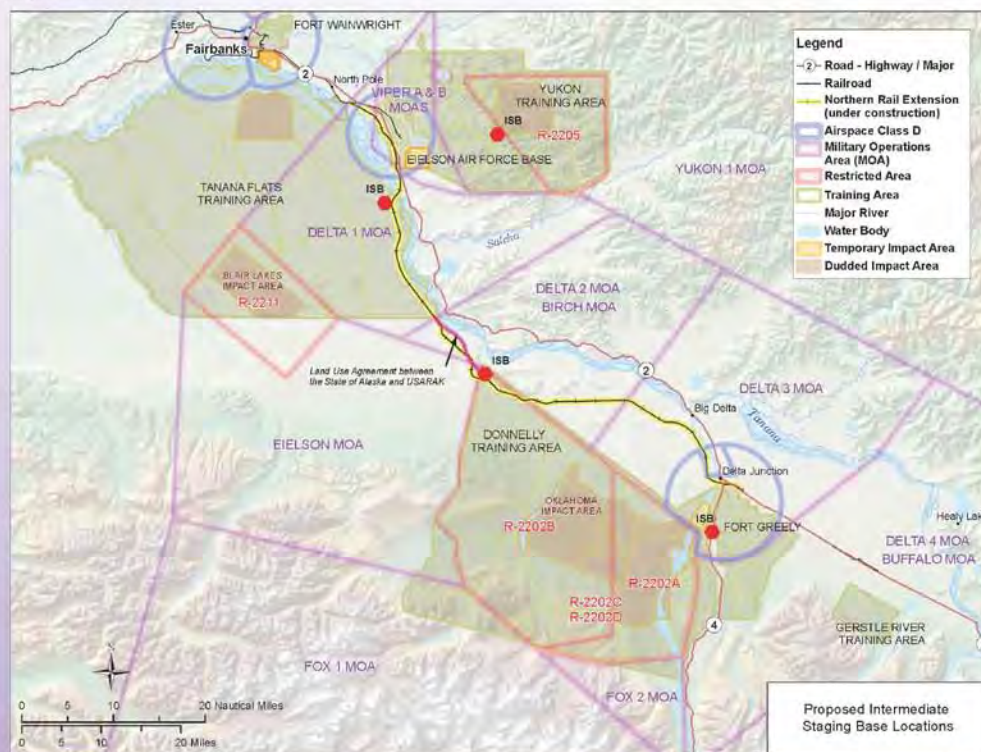 Ester
FORT WAINWRIGHT
Fairbanks
2
North Pole
VIPER A & B
MOAS
YUKON
TRAINING AREA
ISB
R-2205
EIELSON AIR FORCE BASE
YUKON 1 MOA
TANANA FLATS
TRAINING AREA
ISB
DELTA 1 MOA
Salcha
BLAIR LAKES
IMPACT AREA
R-2211
DELTA 2 MOA
BIRCH MOA
Land Use Agreement between
the State of Alaska and USARAK
ISB
2
DELTA 3 MOA
Big Delta
Tanana
EIELSON MOA
DONNELLY
TRAINING AREA
Delta Junction
OKLAHOMA
IMPACT AREA
R-2202B
ISB
FORT GREELY
Healy Lak
DELTA 4 MOA
BUFFALO MOA
R-2202A
R-2202C
R-2202D
4
GERSTLE RIVER
TRAINING AREA
FOX 1 MOA
FOX 2 MOA
N
0 5 10 20 Nautical Miles
0 5 10 20 Miles
Legend
2 Road - Highway / Major
Railroad
Northern Rail Extension
(under construction)
Airspace Class D
Military Operations
Area (MOA)
Restricted Area
Training Area
Major River
Water Body
Temporary Impact Area
Dudded Impact Area
Proposed Intermediate
Staging Base Locations